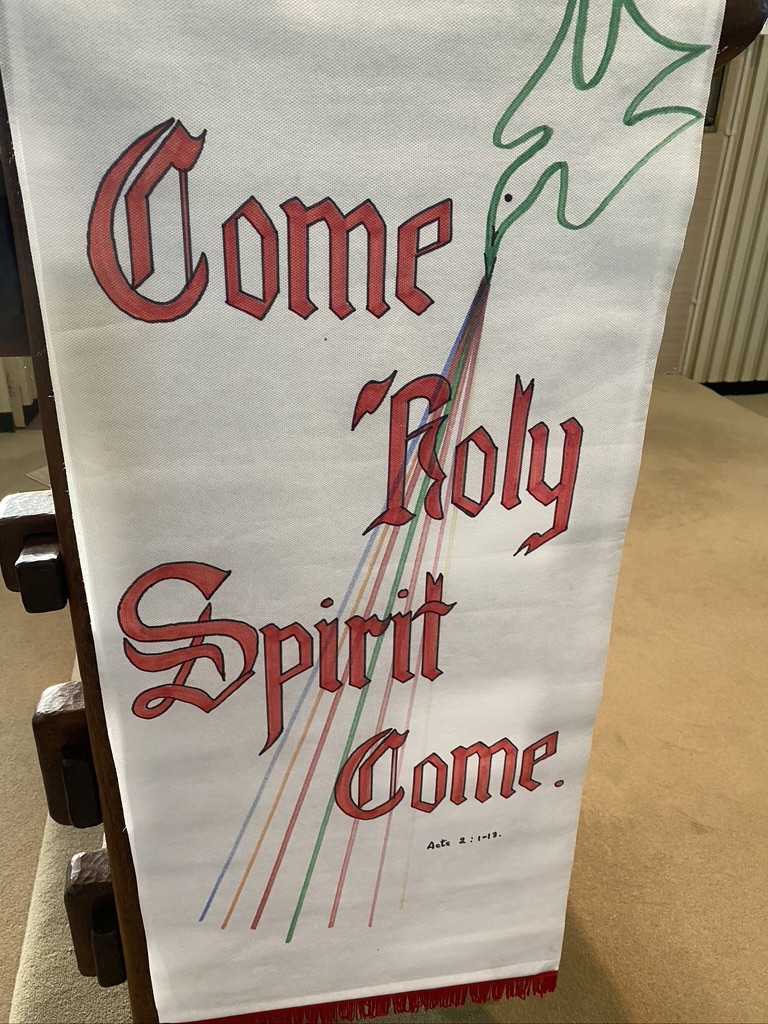 Come
Holy
Spirit
Come.
Acts 2:1-13.